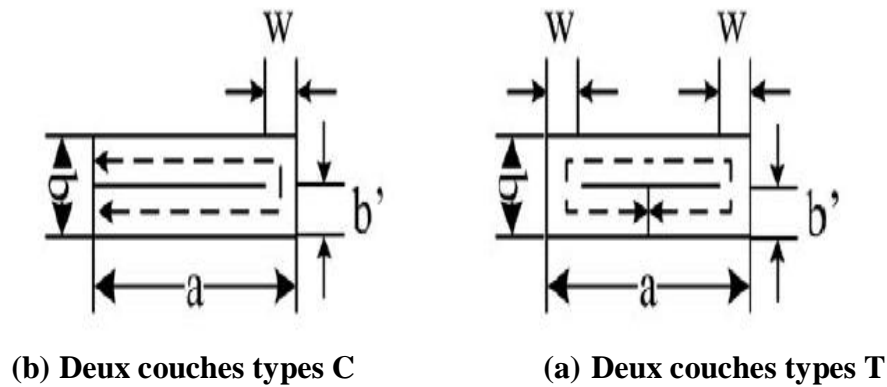 W W W
b b' b b'
a a
(b) Deux couches types C (a) Deux couches types T